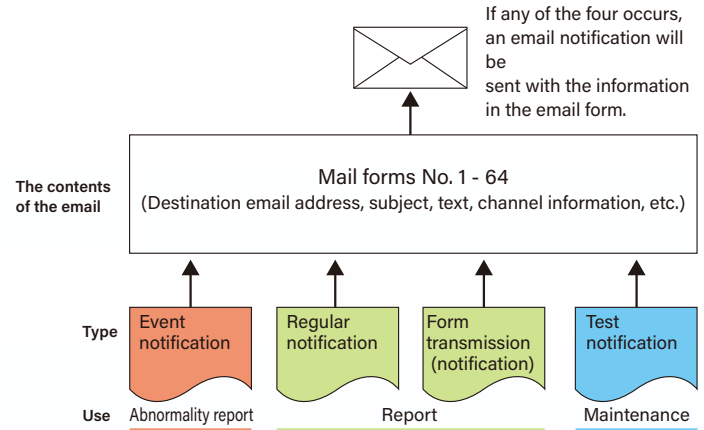 If any of the four occurs,
an email notification will
be
sent with the information
in the email form.
The contents
of the email
Mail forms No. 1 - 64
(Destination email address, subject, text, channel information, etc.)
Type
Event
notification
Regular
notification
Form
transmission
(notification)
Test
notification
Use
Abnormality report
Report
Maintenance